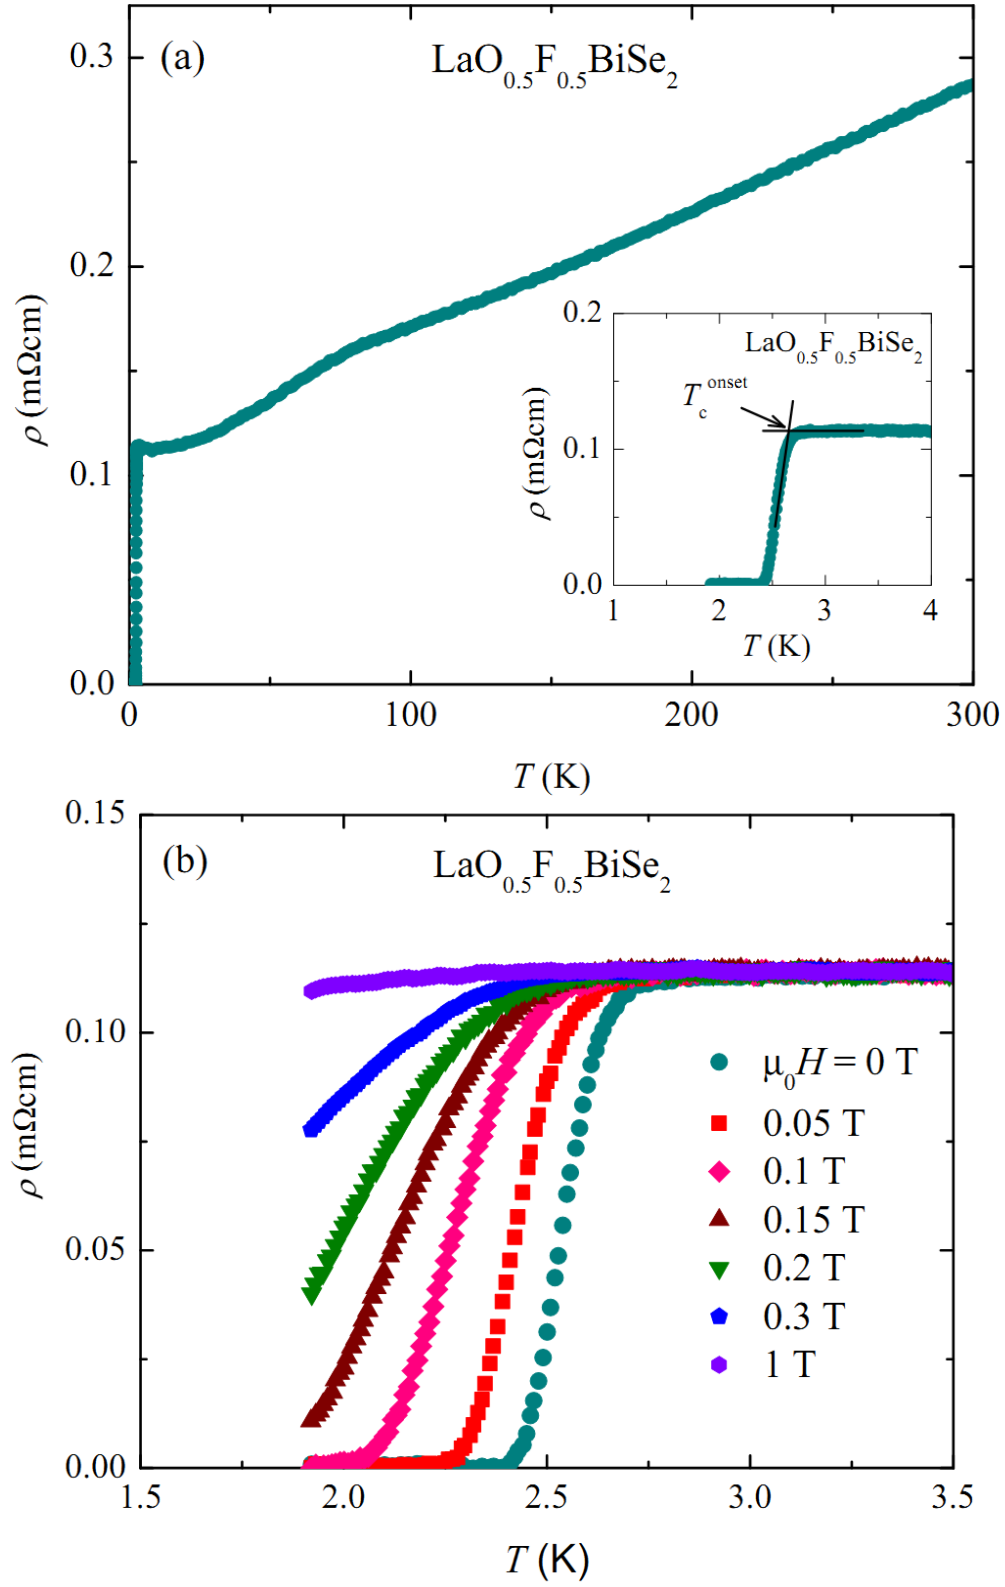 (a) LaO0.5F0.5BiSe2
0.3
0.2
0.1
0.0
ρ (mΩcm)
0 100 200 300
T (K)
LaO0.5F0.5BiSe2
Tc onset
0.2
0.1
0.0
ρ (mΩcm)
1 2 3 4
T (K)
(b) LaO0.5F0.5BiSe2
0.15
0.10
0.05
0.00
ρ (mΩcm)
μ0H = 0 T
0.05 T
0.1 T
0.15 T
0.2 T
0.3 T
1 T
1.5 2.0 2.5 3.0 3.5
T (K)